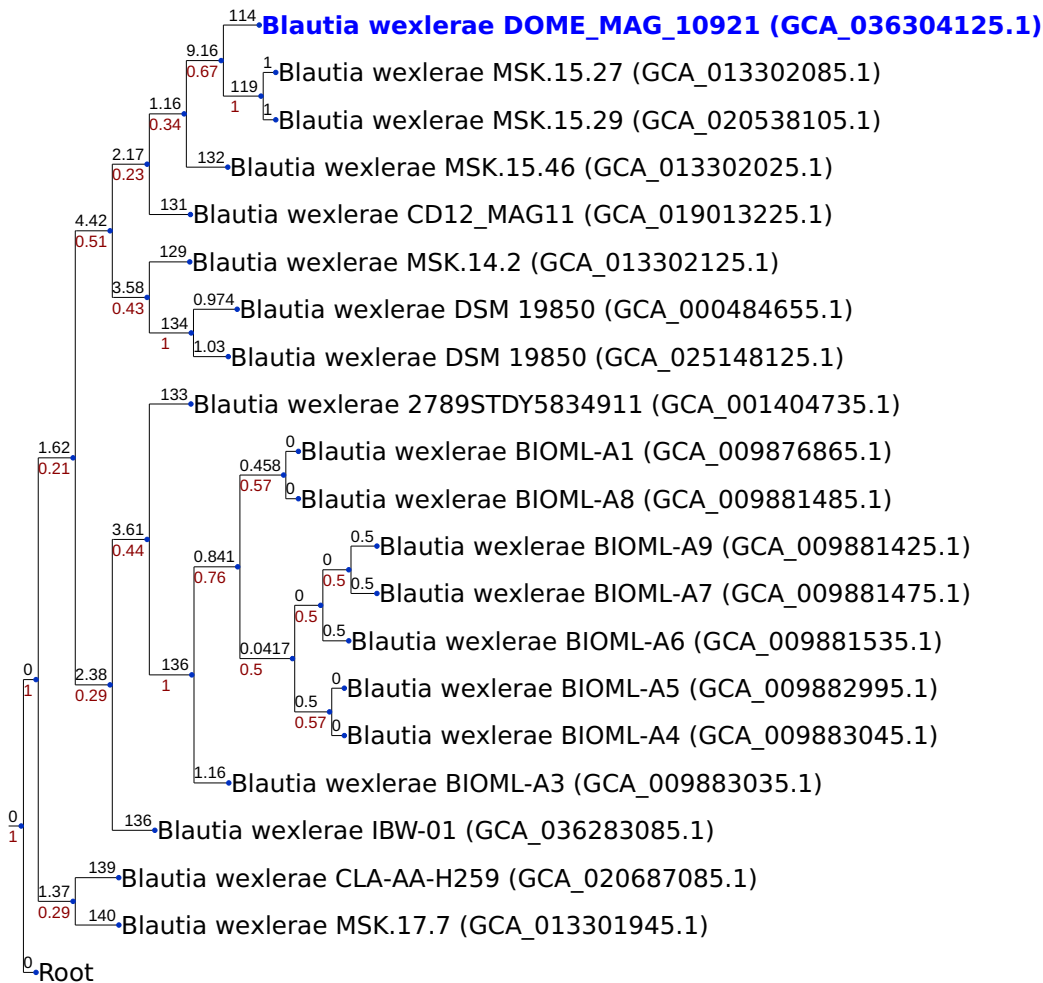 114
Blautia wexlerae DOME_MAG_10921 (GCA_036304125.1)
9.16
0.67
1
Blautia wexlerae MSK.15.27 (GCA_013302085.1)
119
1
1.16
0.34
1
Blautia wexlerae MSK.15.29 (GCA_020538105.1)
2.17
0.23
132
Blautia wexlerae MSK.15.46 (GCA_013302025.1)
131
Blautia wexlerae CD12_MAG11 (GCA_019013225.1)
4.42
0.51
129
Blautia wexlerae MSK.14.2 (GCA_013302125.1)
3.58
0.43
0.974
Blautia wexlerae DSM 19850 (GCA_000484655.1)
134
1
1.03
Blautia wexlerae DSM 19850 (GCA_025148125.1)
133
Blautia wexlerae 2789STDY5834911 (GCA_001404735.1)
1.62
0.21
0
Blautia wexlerae BIOML-A1 (GCA_009876865.1)
0.458
0.57
0
Blautia wexlerae BIOML-A8 (GCA_009881485.1)
3.61
0.44
0.5
Blautia wexlerae BIOML-A9 (GCA_009881425.1)
0.841
0.76
0
0.5
0.5
Blautia wexlerae BIOML-A7 (GCA_009881475.1)
0
0.5
0.5
Blautia wexlerae BIOML-A6 (GCA_009881535.1)
0.0417
0.5
136
1
0
1
2.38
0.29
0
Blautia wexlerae BIOML-A5 (GCA_009882995.1)
0.5
0.57
0
Blautia wexlerae BIOML-A4 (GCA_009883045.1)
1.16
Blautia wexlerae BIOML-A3 (GCA_009883035.1)
0
1
136
Blautia wexlerae IBW-01 (GCA_036283085.1)
139
Blautia wexlerae CLA-AA-H259 (GCA_020687085.1)
1.37
0.29
140
Blautia wexlerae MSK.17.7 (GCA_013301945.1)
0
Root